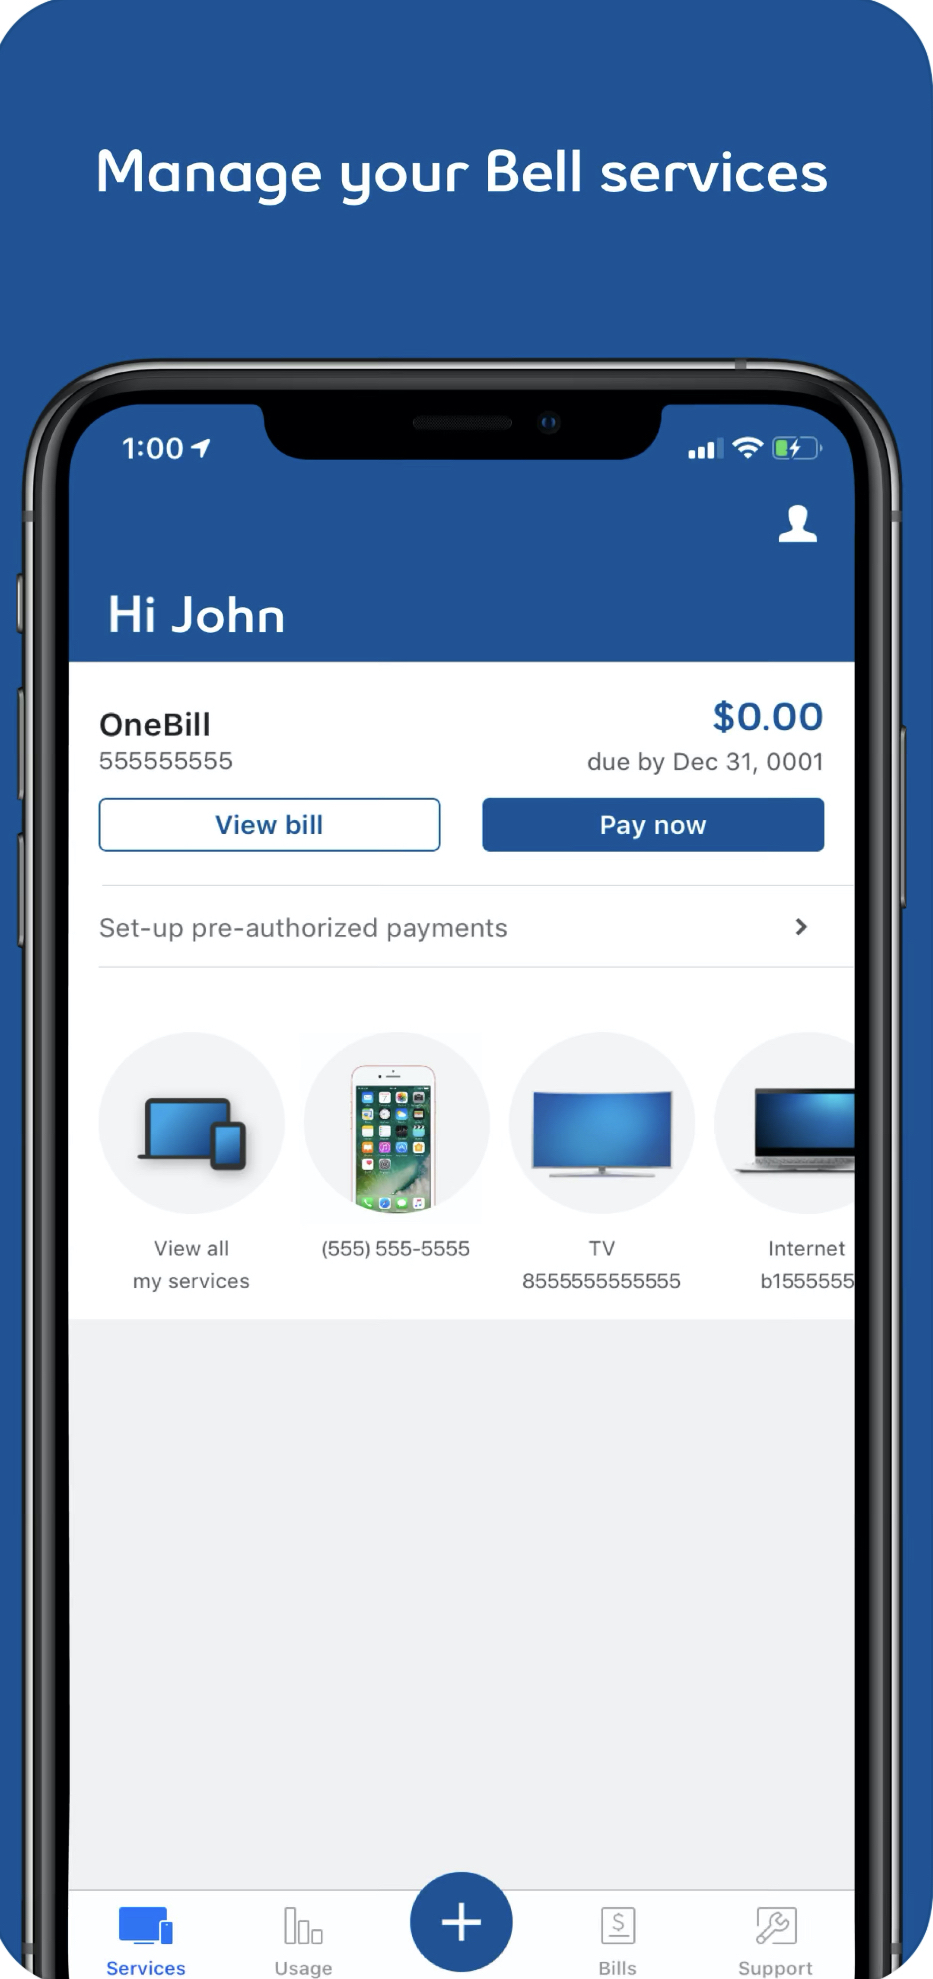 Manage your Bell services
1:00
Hi John
OneBill
$0.00
555555555
due by Dec 31, 0001
View bill
Pay now
Set-up pre-authorized payments
View all
my services
(555) 555-5555
TV
8555555555555
Internet
b1555555
Services
Usage
Bills
Support